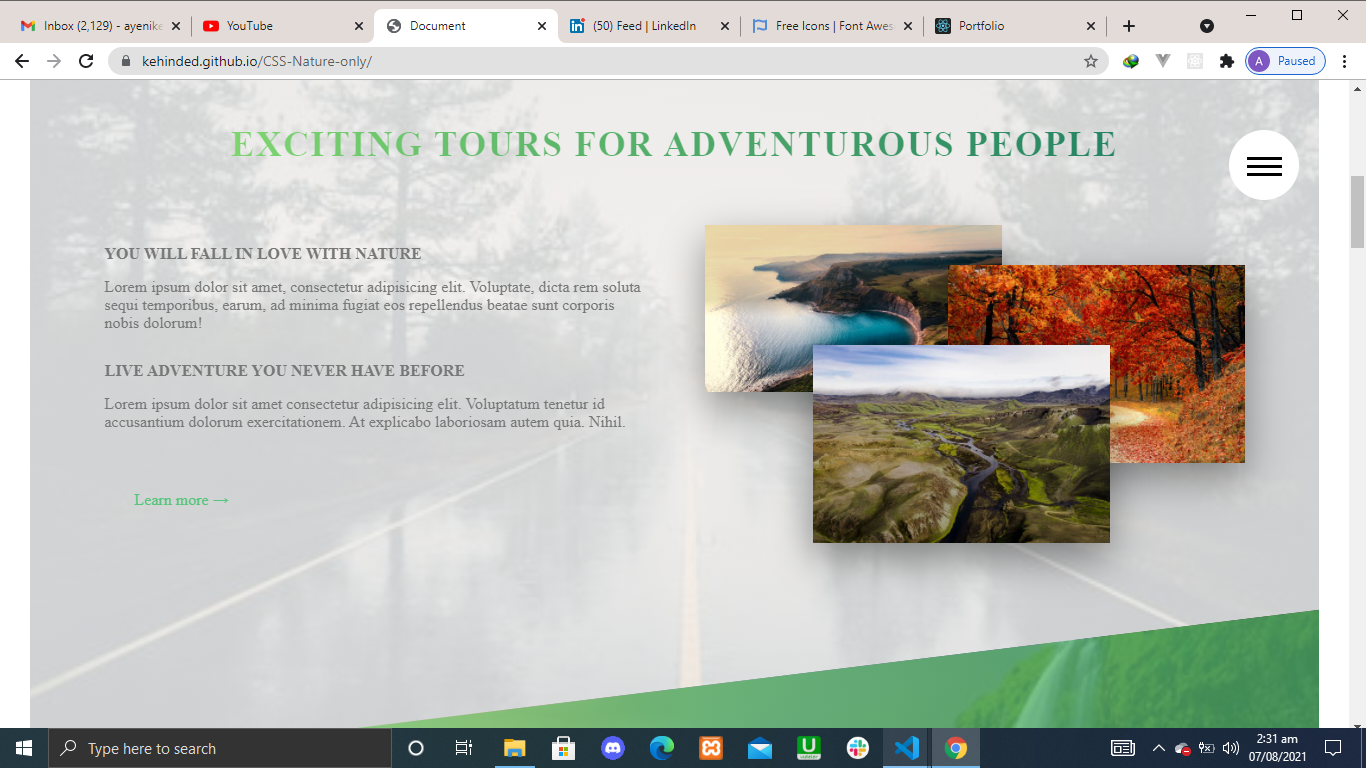 Inbox (2,129) - ayenike
YouTube
Document
(50) Feed | LinkedIn
Free Icons | Font Awes
Portfolio
kehinded.github.io/CSS-Nature-only/
A
Paused
EXCITING TOURS FOR ADVENTUROUS PEOPLE
YOU WILL FALL IN LOVE WITH NATURE
Lorem ipsum dolor sit amet, consectetur adipisicing elit. Voluptate, dicta rem soluta
sequi temporibus, earum, ad minima fugiat eos repellendus beatae sunt corporis
nobis dolorum!
LIVE ADVENTURE YOU NEVER HAVE BEFORE
Lorem ipsum dolor sit amet consectetur adipisicing elit. Voluptatum tenetur id
accusantium dolorum exercitationem. At explicabo laboriosam autem quia. Nihil.
Learn more →
Type here to search
2:31 am
07/08/2021